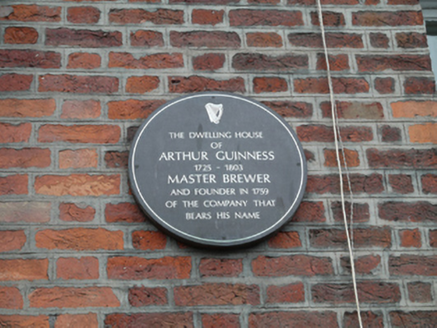 THE DWELLING HOUSE
OF
ARTHUR GUINNESS
1725 - 1803
MASTER BREWER
AND FOUNDER IN 1759
OF THE COMPANY THAT
BEARS HIS NAME